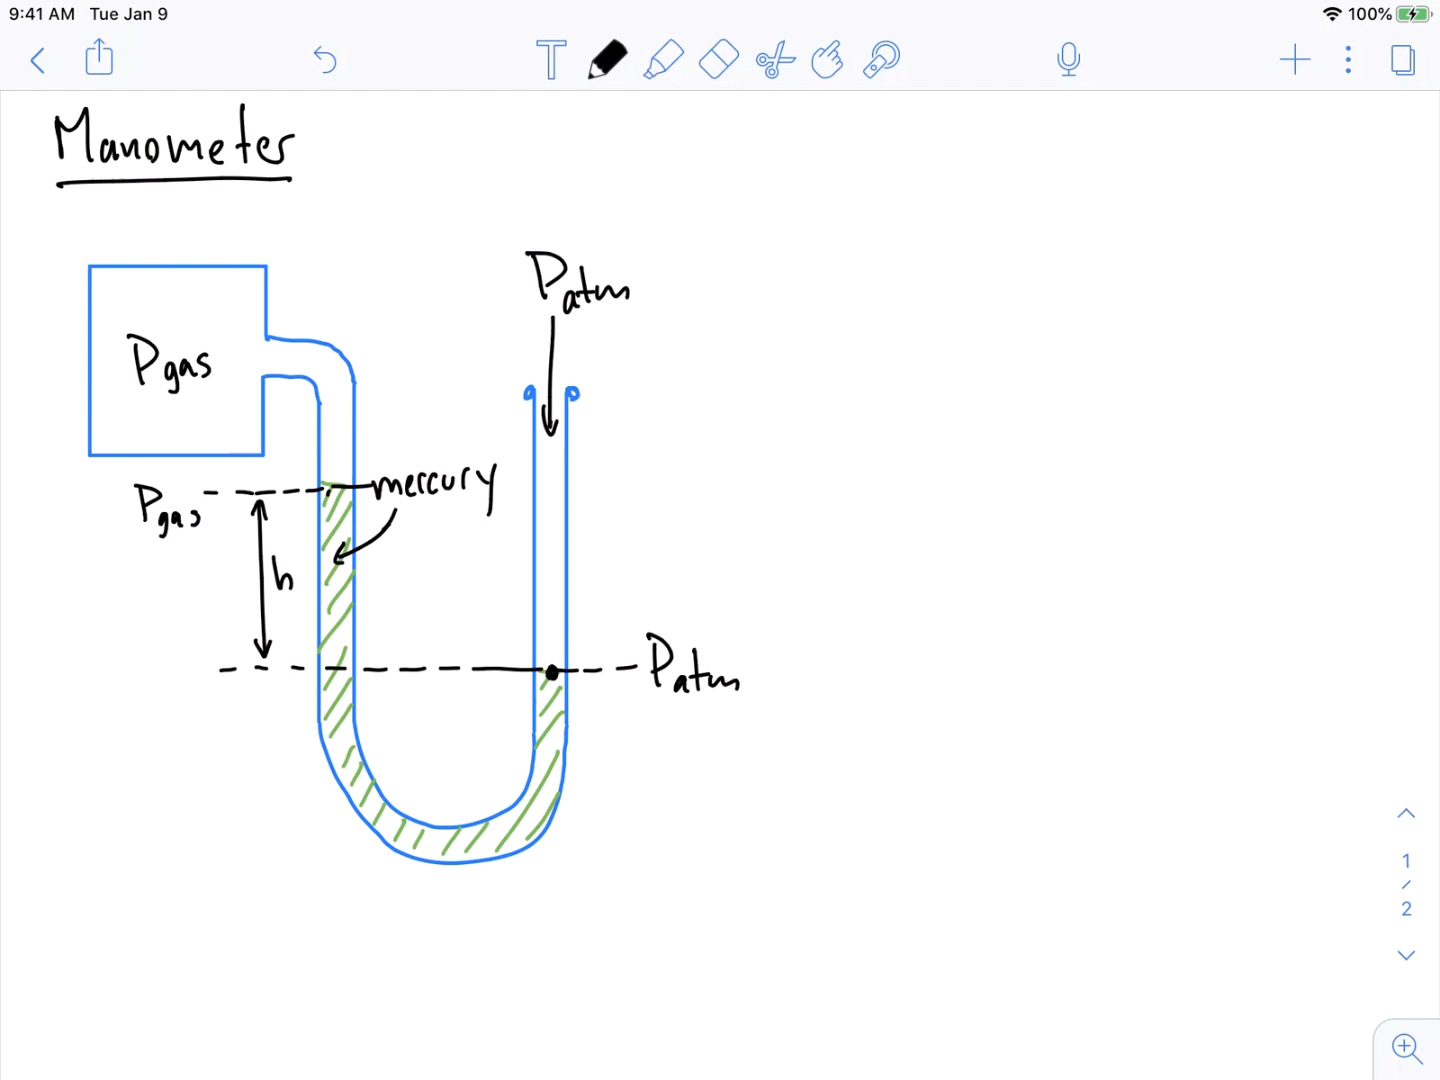 9:41 AM Tue Jan 9
100%
T
Manometer
Patm
Pgas
mercury
Pgas
h
Patm
1
/
2